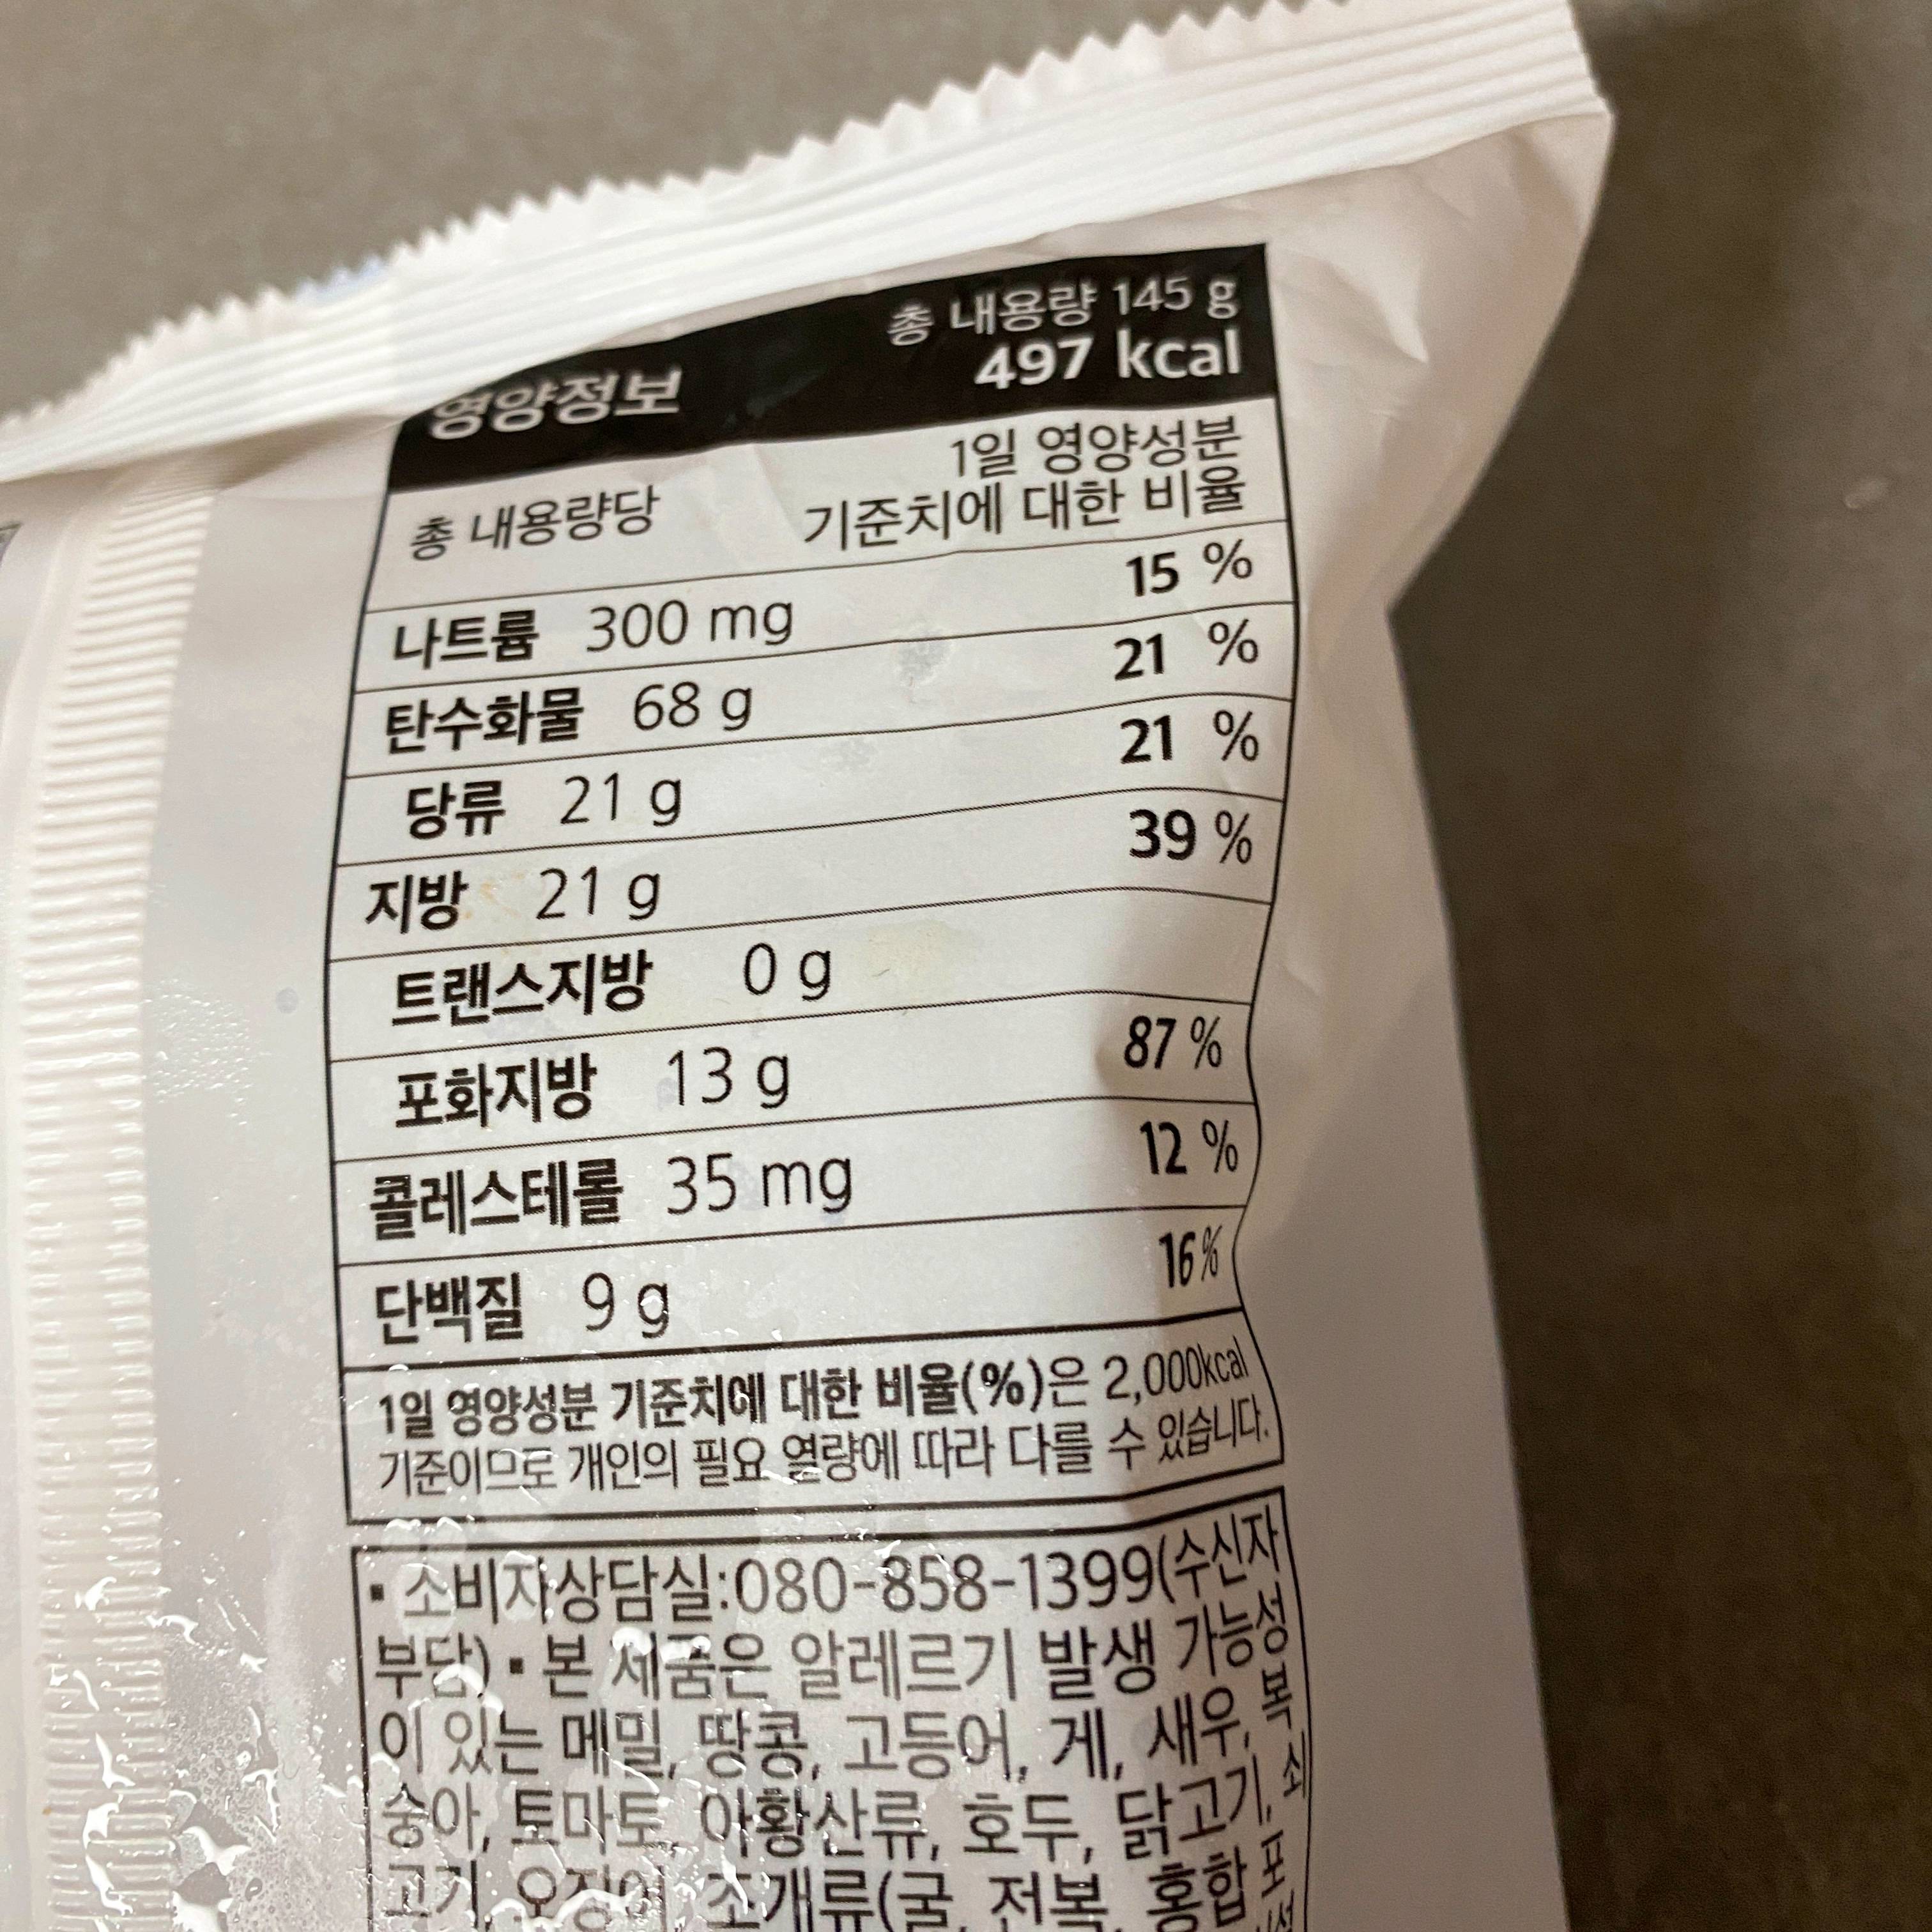 영양정보
총 내용량 145 g
497 kcal
총 내용량당
1일 영양성분
기준치에 대한 비율
나트륨 300 mg 15 %
탄수화물 68 g 21 %
당류 21 g 21 %
지방 21 g 39 %
트랜스지방 0 g
포화지방 13 g 87 %
콜레스테롤 35 mg 12 %
단백질 9 g 16%
1일 영양성분 기준치에 대한 비율(%)은 2,000kcal
기준이므로 개인의 필요 열량에 따라 다를 수 있습니다.
▪ 소비자상담실:080-858-1399(수신자
부담) ▪ 본 제품은 알레르기 발생 가능성
이 있는 메밀, 땅콩, 고등어, 게, 새우, 복
숭아, 토마토, 아황산류, 호두, 닭고기, 쇠
고기, 오징어, 조개류(굴, 전복, 홍합 포